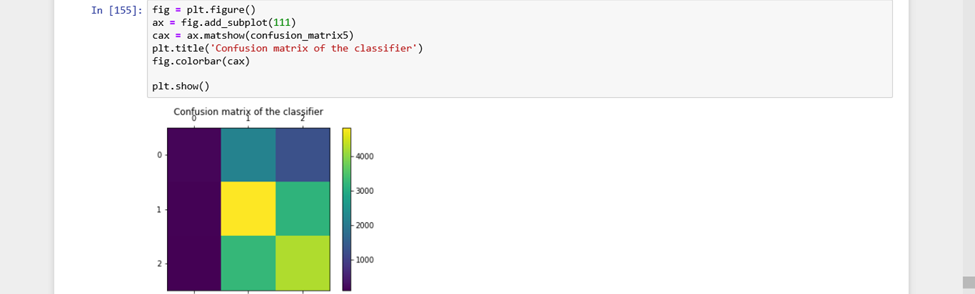 In [155]: fig = plt.figure()
ax = fig.add_subplot(111)
cax = ax.matshow(confusion_matrix5)
plt.title('Confusion matrix of the classifier')
fig.colorbar(cax)
plt.show()
Confusion matrix of the classifier
0 1 2
0
1
2
4000
3000
2000
1000